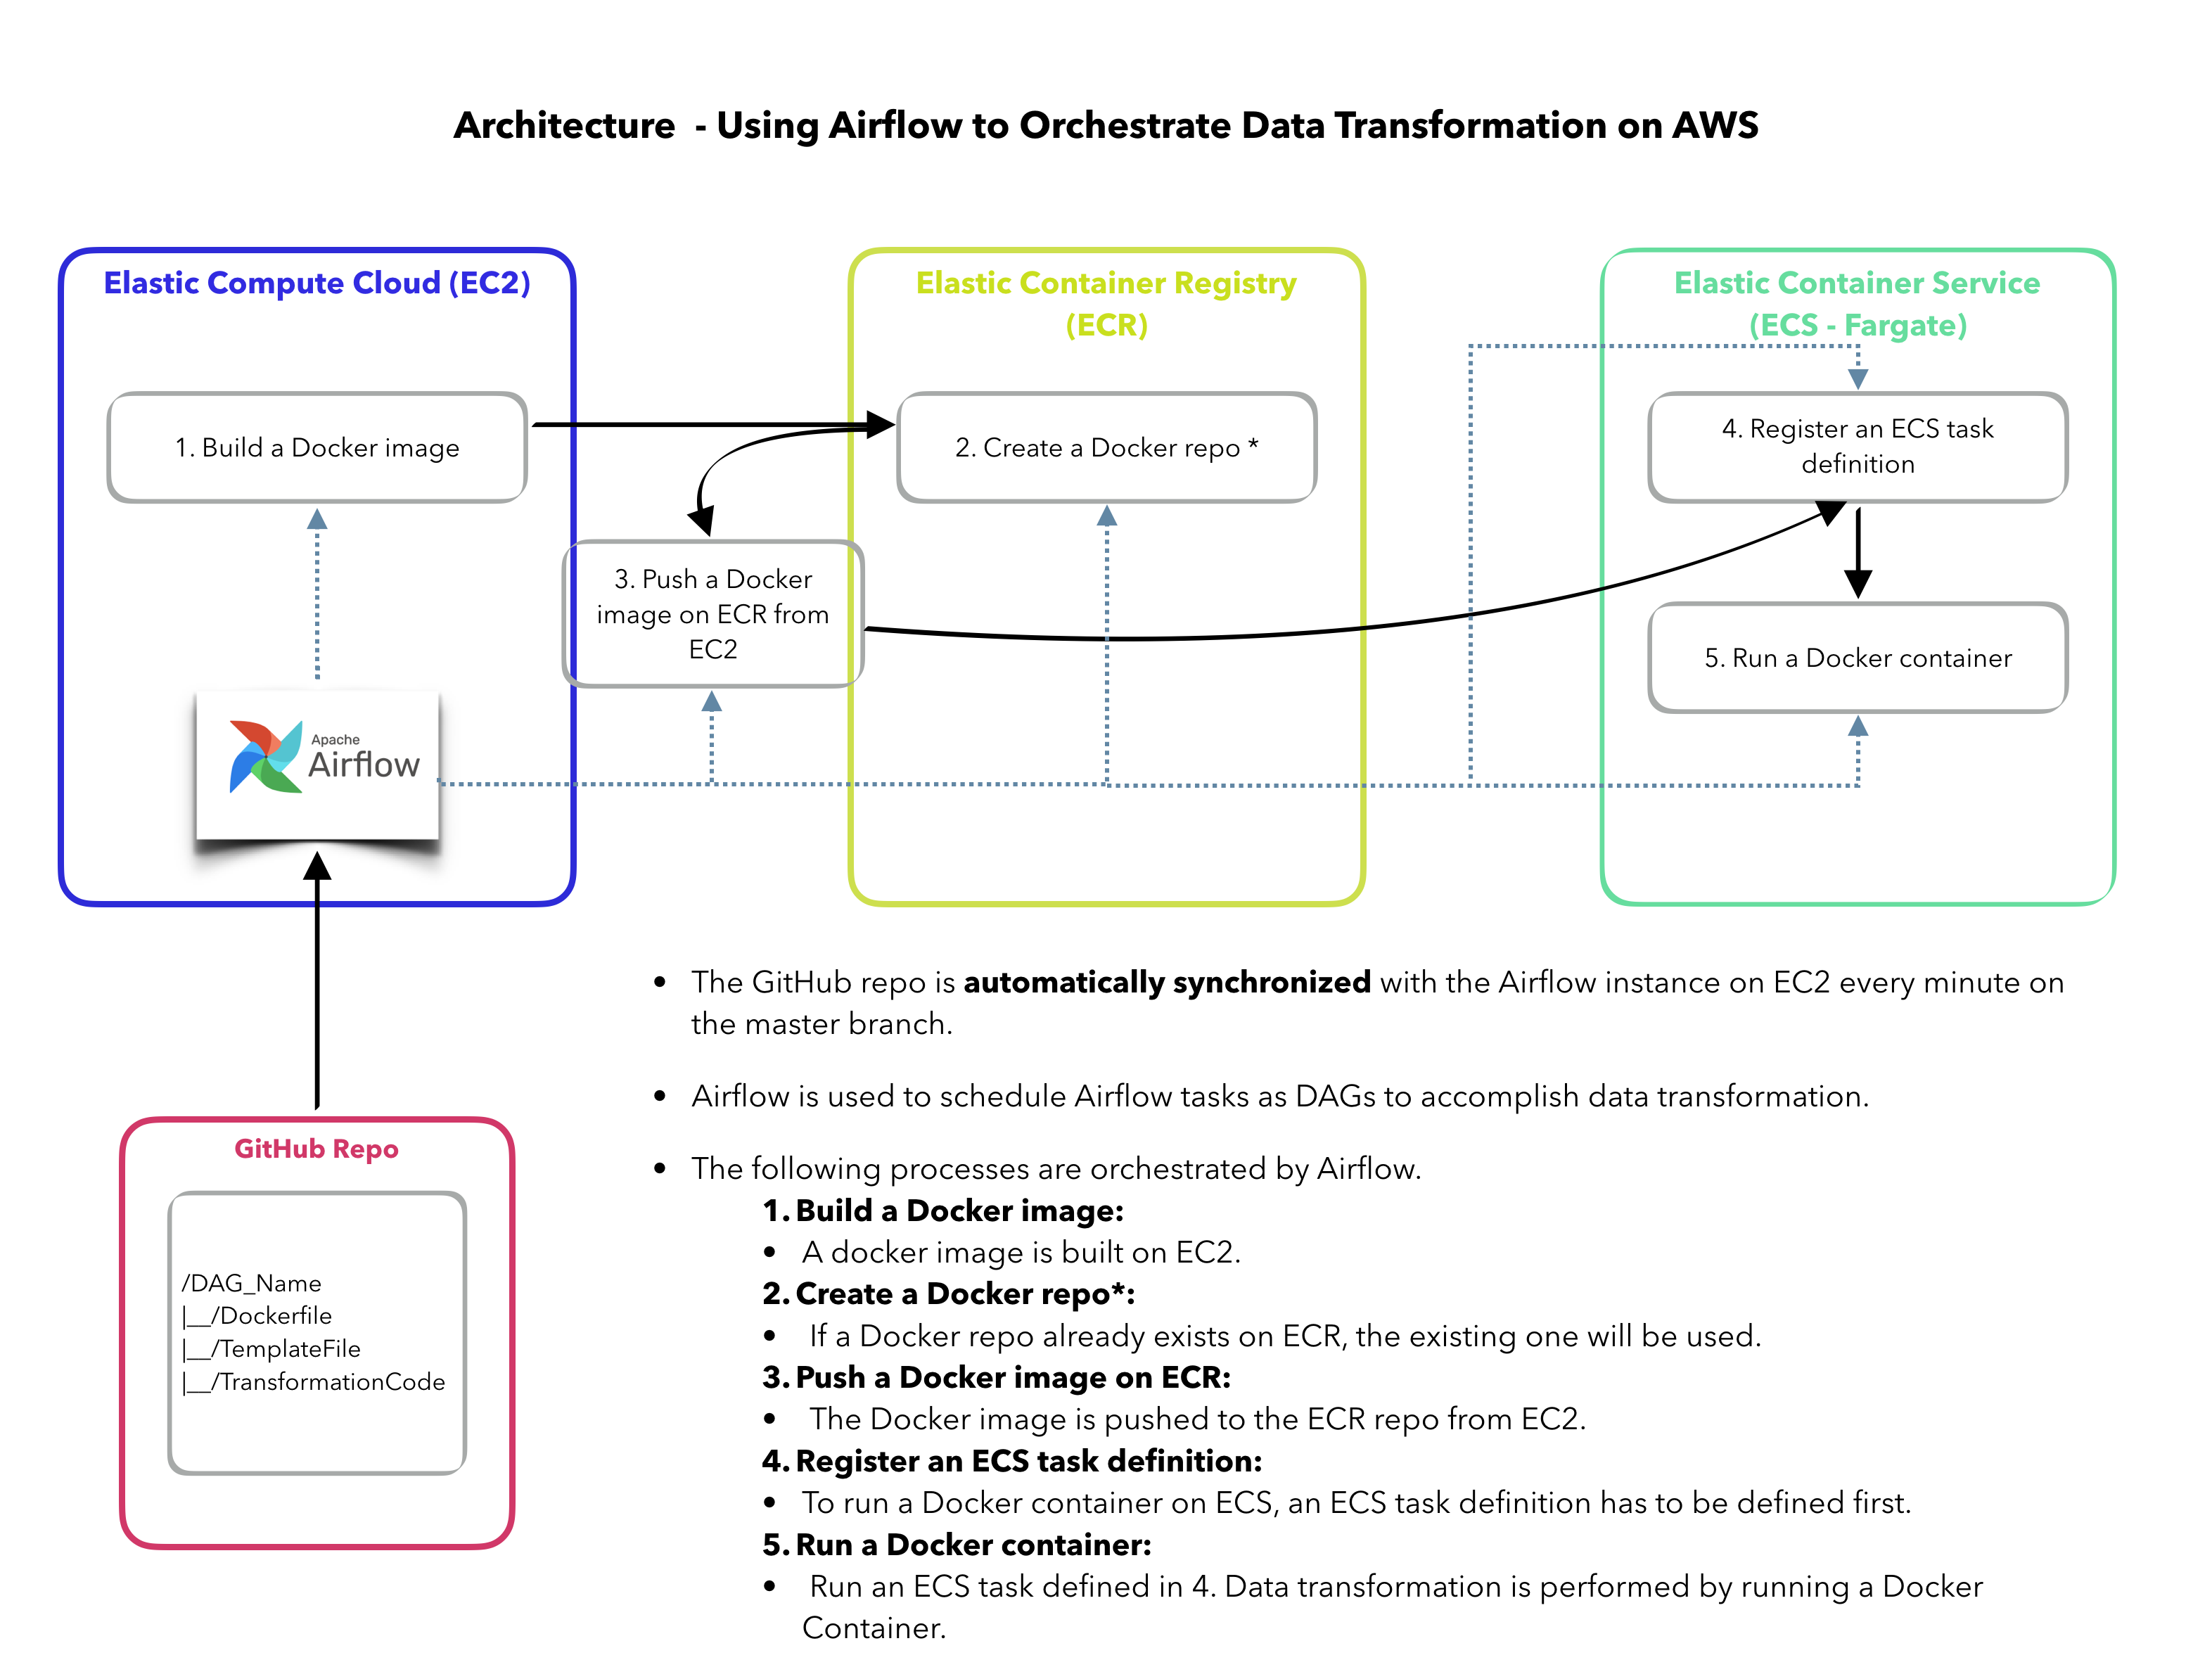 Architecture - Using Airflow to Orchestrate Data Transformation on AWS
Elastic Compute Cloud (EC2)
1. Build a Docker image
Apache
Airflow
Elastic Container Registry
(ECR)
2. Create a Docker repo *
3. Push a Docker
image on ECR from
EC2
Elastic Container Service
(ECS - Fargate)
4. Register an ECS task
definition
5. Run a Docker container
GitHub Repo
/DAG_Name
|__/Dockerfile
|__/TemplateFile
|__/TransformationCode
• The GitHub repo is automatically synchronized with the Airflow instance on EC2 every minute on
the master branch.
• Airflow is used to schedule Airflow tasks as DAGs to accomplish data transformation.
• The following processes are orchestrated by Airflow.
1. Build a Docker image:
• A docker image is built on EC2.
2. Create a Docker repo*:
• If a Docker repo already exists on ECR, the existing one will be used.
3. Push a Docker image on ECR:
• The Docker image is pushed to the ECR repo from EC2.
4. Register an ECS task definition:
• To run a Docker container on ECS, an ECS task definition has to be defined first.
5. Run a Docker container:
• Run an ECS task defined in 4. Data transformation is performed by running a Docker
Container.